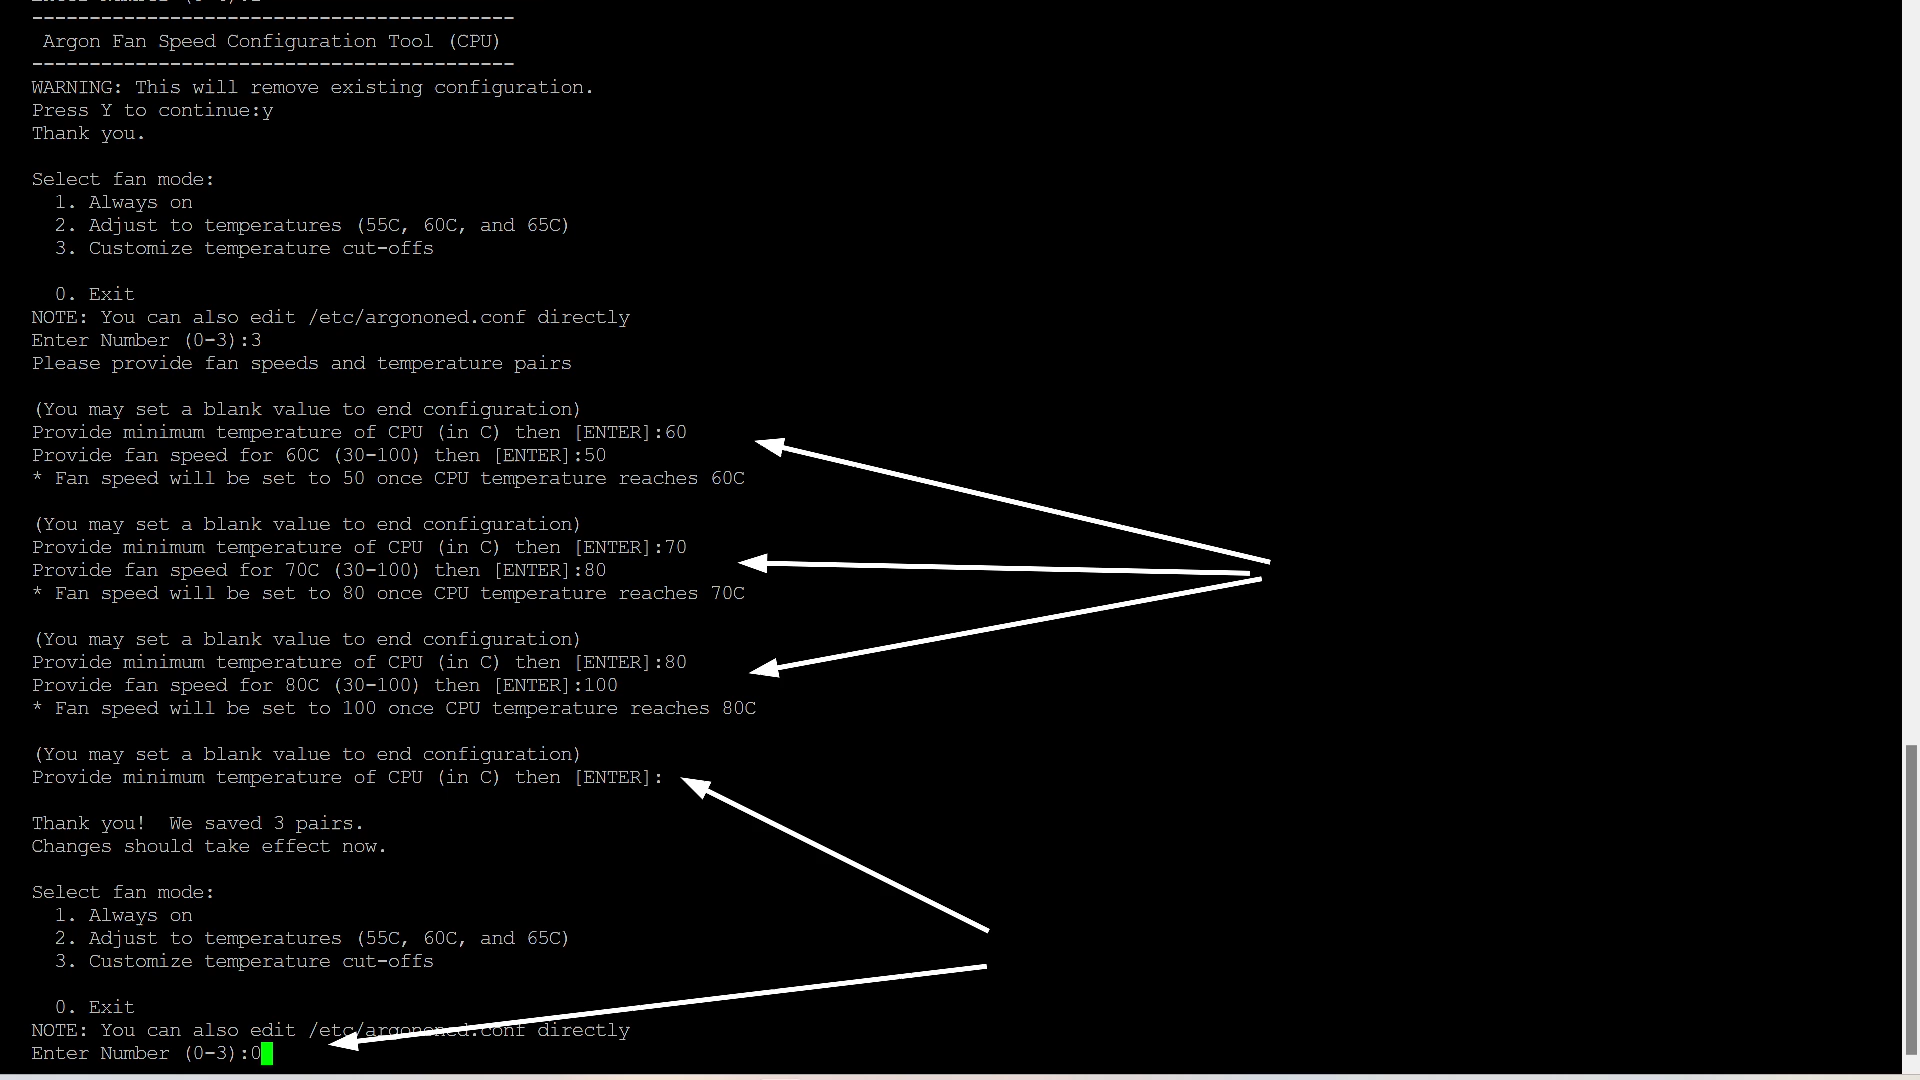 -----------------------------------------
Argon Fan Speed Configuration Tool (CPU)
-----------------------------------------
WARNING: This will remove existing configuration.
Press Y to continue:y
Thank you.
Select fan mode:
1. Always on
2. Adjust to temperatures (55C, 60C, and 65C)
3. Customize temperature cut-offs
0. Exit
NOTE: You can also edit /etc/argononed.conf directly
Enter Number (0-3):3
Please provide fan speeds and temperature pairs
(You may set a blank value to end configuration)
Provide minimum temperature of CPU (in C) then [ENTER]:60
Provide fan speed for 60C (30-100) then [ENTER]:50
* Fan speed will be set to 50 once CPU temperature reaches 60C
(You may set a blank value to end configuration)
Provide minimum temperature of CPU (in C) then [ENTER]:70
Provide fan speed for 70C (30-100) then [ENTER]:80
* Fan speed will be set to 80 once CPU temperature reaches 70C
(You may set a blank value to end configuration)
Provide minimum temperature of CPU (in C) then [ENTER]:80
Provide fan speed for 80C (30-100) then [ENTER]:100
* Fan speed will be set to 100 once CPU temperature reaches 80C
(You may set a blank value to end configuration)
Provide minimum temperature of CPU (in C) then [ENTER]:
Thank you!  We saved 3 pairs.
Changes should take effect now.
Select fan mode:
1. Always on
2. Adjust to temperatures (55C, 60C, and 65C)
3. Customize temperature cut-offs
0. Exit
NOTE: You can also edit /etc/argononed.conf directly
Enter Number (0-3):0